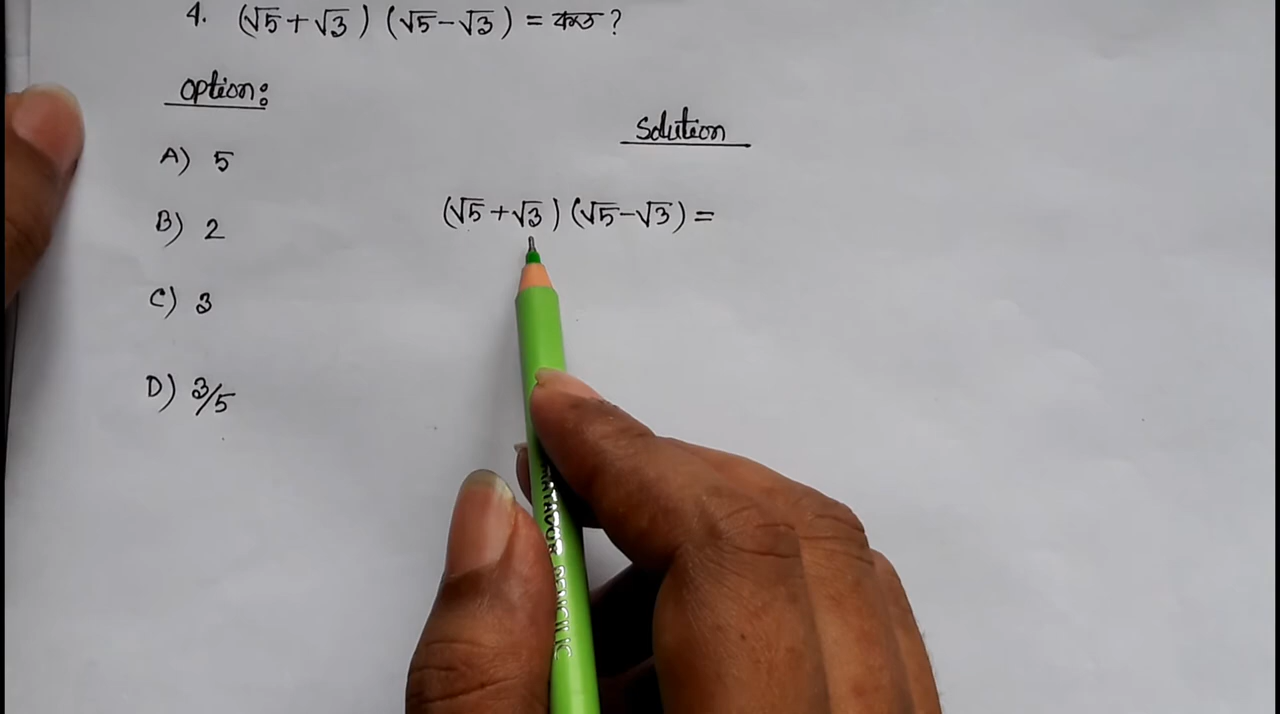 4. (√5+√3) (√5-√3) = কত ?
Option:
Solution
A) 5
(√5+√3) (√5-√3) =
B) 2
C) 3
D) 3/5